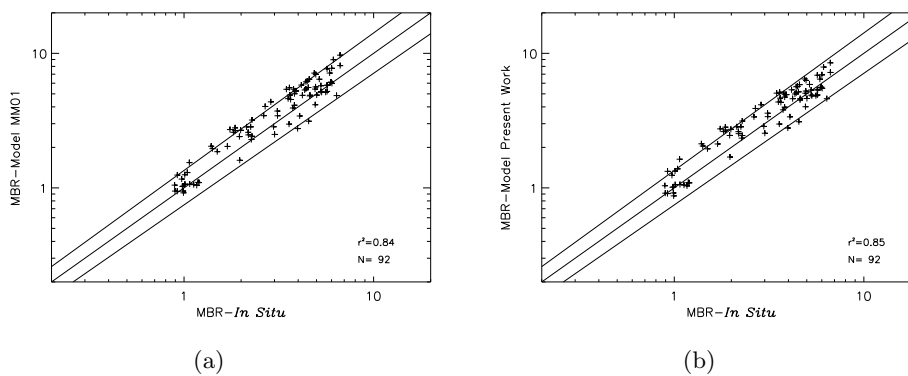 MBR-Model MM01
10
1
r²=0.84
N= 92
1
10
MBR-In Situ
(a)
MBR-Model Present Work
10
1
r²=0.85
N= 92
1
10
MBR-In Situ
(b)